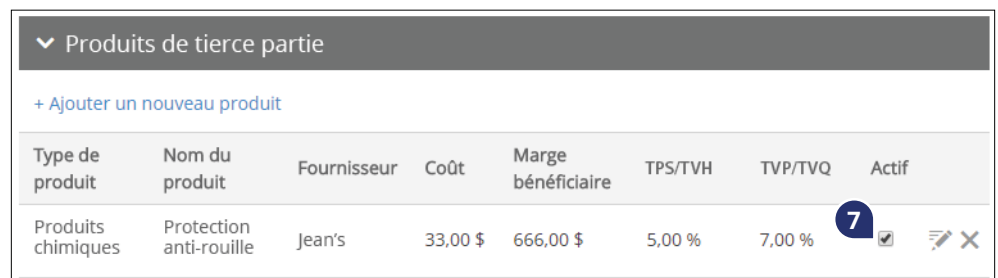 Produits de tierce partie
+ Ajouter un nouveau produit
Type de produit Nom du produit Fournisseur Coût Marge bénéficiaire TPS/TVH TVP/TVQ Actif
Produits chimiques Protection anti-rouille Jean’s 33,00 $ 666,00 $ 5,00 % 7,00 % 7